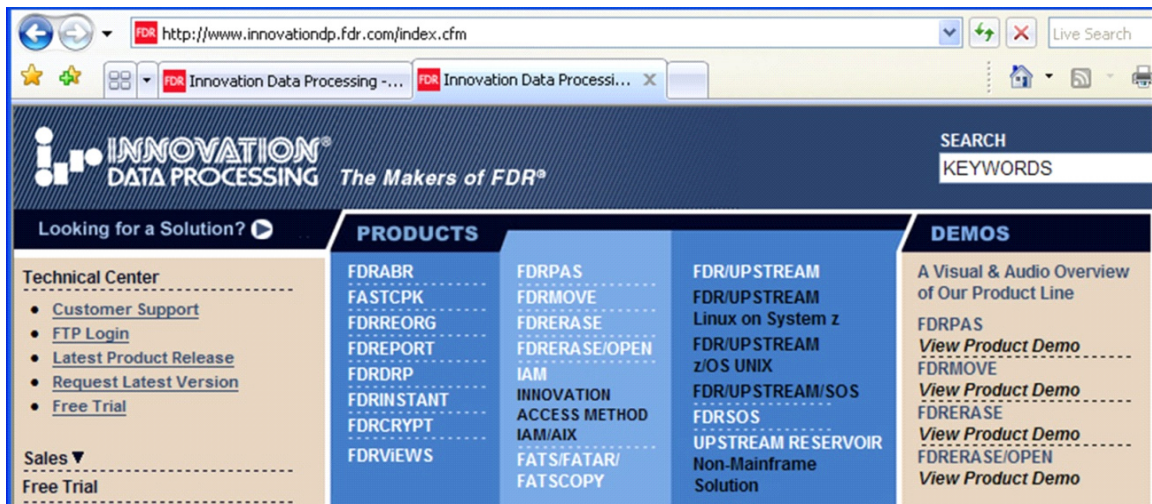 FDR http://www.innovationdp.fdr.com/index.cfm
Live Search
FDR Innovation Data Processing -...
FDR Innovation Data Processi...
INNOVATION®
DATA PROCESSING
The Makers of FDR®
SEARCH
KEYWORDS
Looking for a Solution?
Technical Center
Customer Support
FTP Login
Latest Product Release
Request Latest Version
Free Trial
Sales ▼
Free Trial
PRODUCTS
FDRABR
FASTCPK
FDRREORG
FDREPORT
FDRDRP
FDRINSTANT
FDRCRYPT
FDRViEWS
FDRPAS
FDRMOVE
FDRERASE
FDRERASE/OPEN
IAM
INNOVATION
ACCESS METHOD
IAM/AIX
FATS/FATAR/
FATSCOPY
FDR/UPSTREAM
FDR/UPSTREAM
Linux on System z
FDR/UPSTREAM
z/OS UNIX
FDR/UPSTREAM/SOS
FDRSOS
UPSTREAM RESERVOIR
Non-Mainframe
Solution
DEMOS
A Visual & Audio Overview
of Our Product Line
FDRPAS
View Product Demo
FDRMOVE
View Product Demo
FDRERASE
View Product Demo
FDRERASE/OPEN
View Product Demo